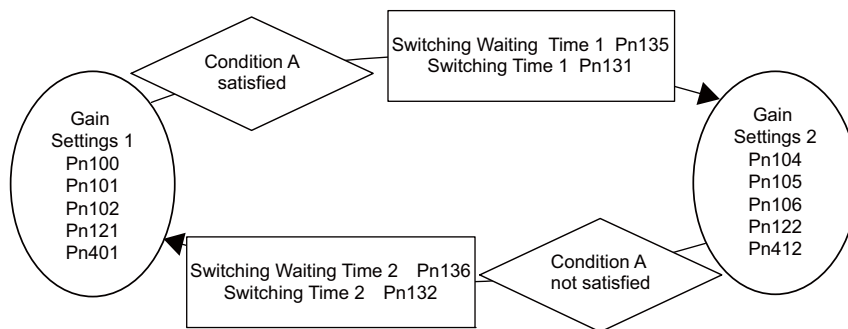 Condition A
satisfied
Switching Waiting Time 1 Pn135
Switching Time 1 Pn131
Gain
Settings 1
Pn100
Pn101
Pn102
Pn121
Pn401
Gain
Settings 2
Pn104
Pn105
Pn106
Pn122
Pn412
Switching Waiting Time 2 Pn136
Switching Time 2 Pn132
Condition A
not satisfied